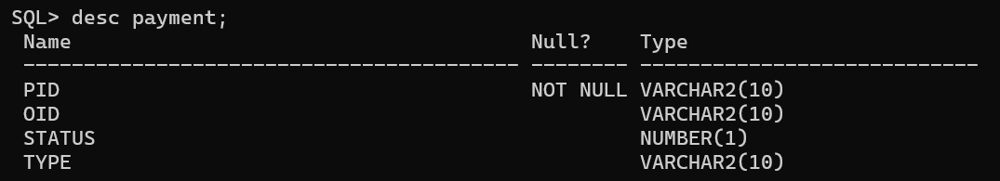 SQL> desc payment;
Name Null? Type
----------------------------------------- -------- ----------------------------
PID NOT NULL VARCHAR2(10)
OID VARCHAR2(10)
STATUS NUMBER(1)
TYPE VARCHAR2(10)